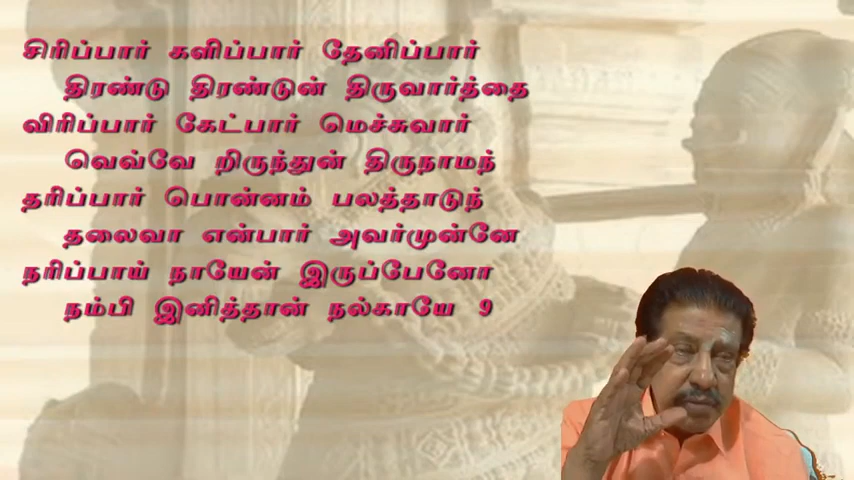 சிரிப்பார் களிப்பார் தேனிப்பார்
திரண்டு திரண்டுன் திருவார்த்தை
விரிப்பார் கேட்பார் மெச்சுவார்
வெவ்வே றிருந்துன் திருநாமந்
தரிப்பார் பொன்னம் பலத்தாடுந்
தலைவா என்பார் அவர்முன்னே
நரிப்பாய் நாயேன் இருப்பேனோ
நம்பி இனித்தான் நல்காயே 9